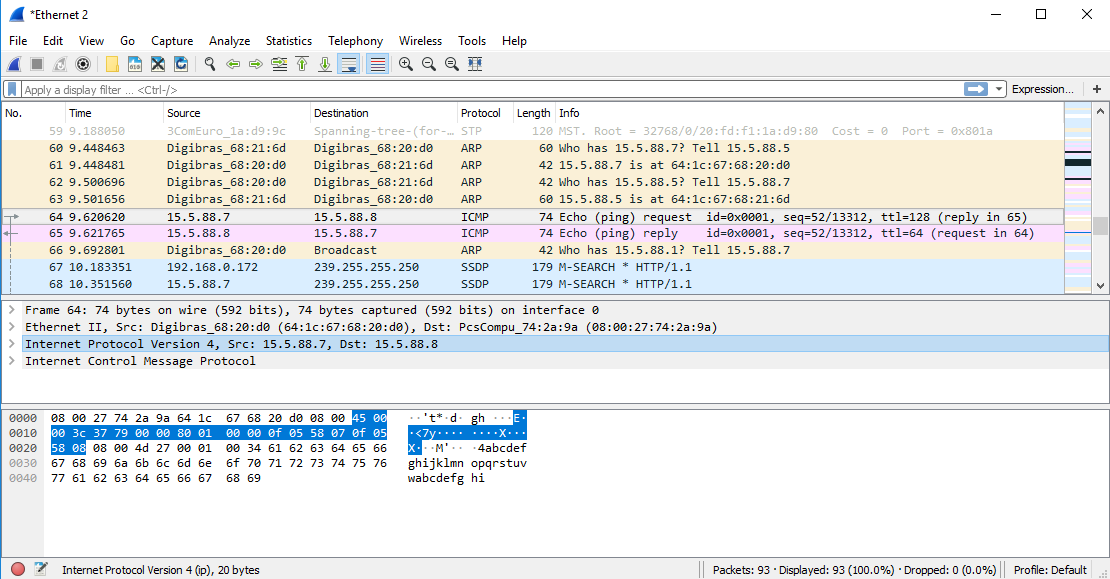 *Ethernet 2
File Edit View Go Capture Analyze Statistics Telephony Wireless Tools Help
Apply a display filter ... <Ctrl-/> Expression... +
No. Time Source Destination Protocol Length Info
59 9.188050 3ComEuro_1a:d9:9c Spanning-tree-(for-… STP 120 MST. Root = 32768/0/20:fd:f1:1a:d9:80 Cost = 0 Port = 0x801a
60 9.448463 Digibras_68:21:6d Digibras_68:20:d0 ARP 60 Who has 15.5.88.7? Tell 15.5.88.5
61 9.448481 Digibras_68:20:d0 Digibras_68:21:6d ARP 42 15.5.88.7 is at 64:1c:67:68:20:d0
62 9.500696 Digibras_68:20:d0 Digibras_68:21:6d ARP 42 Who has 15.5.88.5? Tell 15.5.88.7
63 9.501656 Digibras_68:21:6d Digibras_68:20:d0 ARP 60 15.5.88.5 is at 64:1c:67:68:21:6d
64 9.620620 15.5.88.7 15.5.88.8 ICMP 74 Echo (ping) request id=0x0001, seq=52/13312, ttl=128 (reply in 65)
65 9.621765 15.5.88.8 15.5.88.7 ICMP 74 Echo (ping) reply id=0x0001, seq=52/13312, ttl=64 (request in 64)
66 9.692801 Digibras_68:20:d0 Broadcast ARP 42 Who has 15.5.88.1? Tell 15.5.88.7
67 10.183351 192.168.0.172 239.255.255.250 SSDP 179 M-SEARCH * HTTP/1.1
68 10.351560 15.5.88.7 239.255.255.250 SSDP 179 M-SEARCH * HTTP/1.1
Frame 64: 74 bytes on wire (592 bits), 74 bytes captured (592 bits) on interface 0
Ethernet II, Src: Digibras_68:20:d0 (64:1c:67:68:20:d0), Dst: PcsCompu_74:2a:9a (08:00:27:74:2a:9a)
Internet Protocol Version 4, Src: 15.5.88.7, Dst: 15.5.88.8
Internet Control Message Protocol
0000 08 00 27 74 2a 9a 64 1c 67 68 20 d0 08 00 45 00 ··'t*·d· gh ···E·
0010 00 3c 37 79 00 00 80 01 00 00 0f 05 58 07 0f 05 ·<7y···· ····X···
0020 58 08 08 00 4d 27 00 01 00 34 61 62 63 64 65 66 X···M'·· ·4abcdef
0030 67 68 69 6a 6b 6c 6d 6e 6f 70 71 72 73 74 75 76 ghijklmn opqrstuv
0040 77 61 62 63 64 65 66 67 68 69 wabcdefg hi
Internet Protocol Version 4 (ip), 20 bytes Packets: 93 · Displayed: 93 (100.0%) · Dropped: 0 (0.0%) Profile: Default